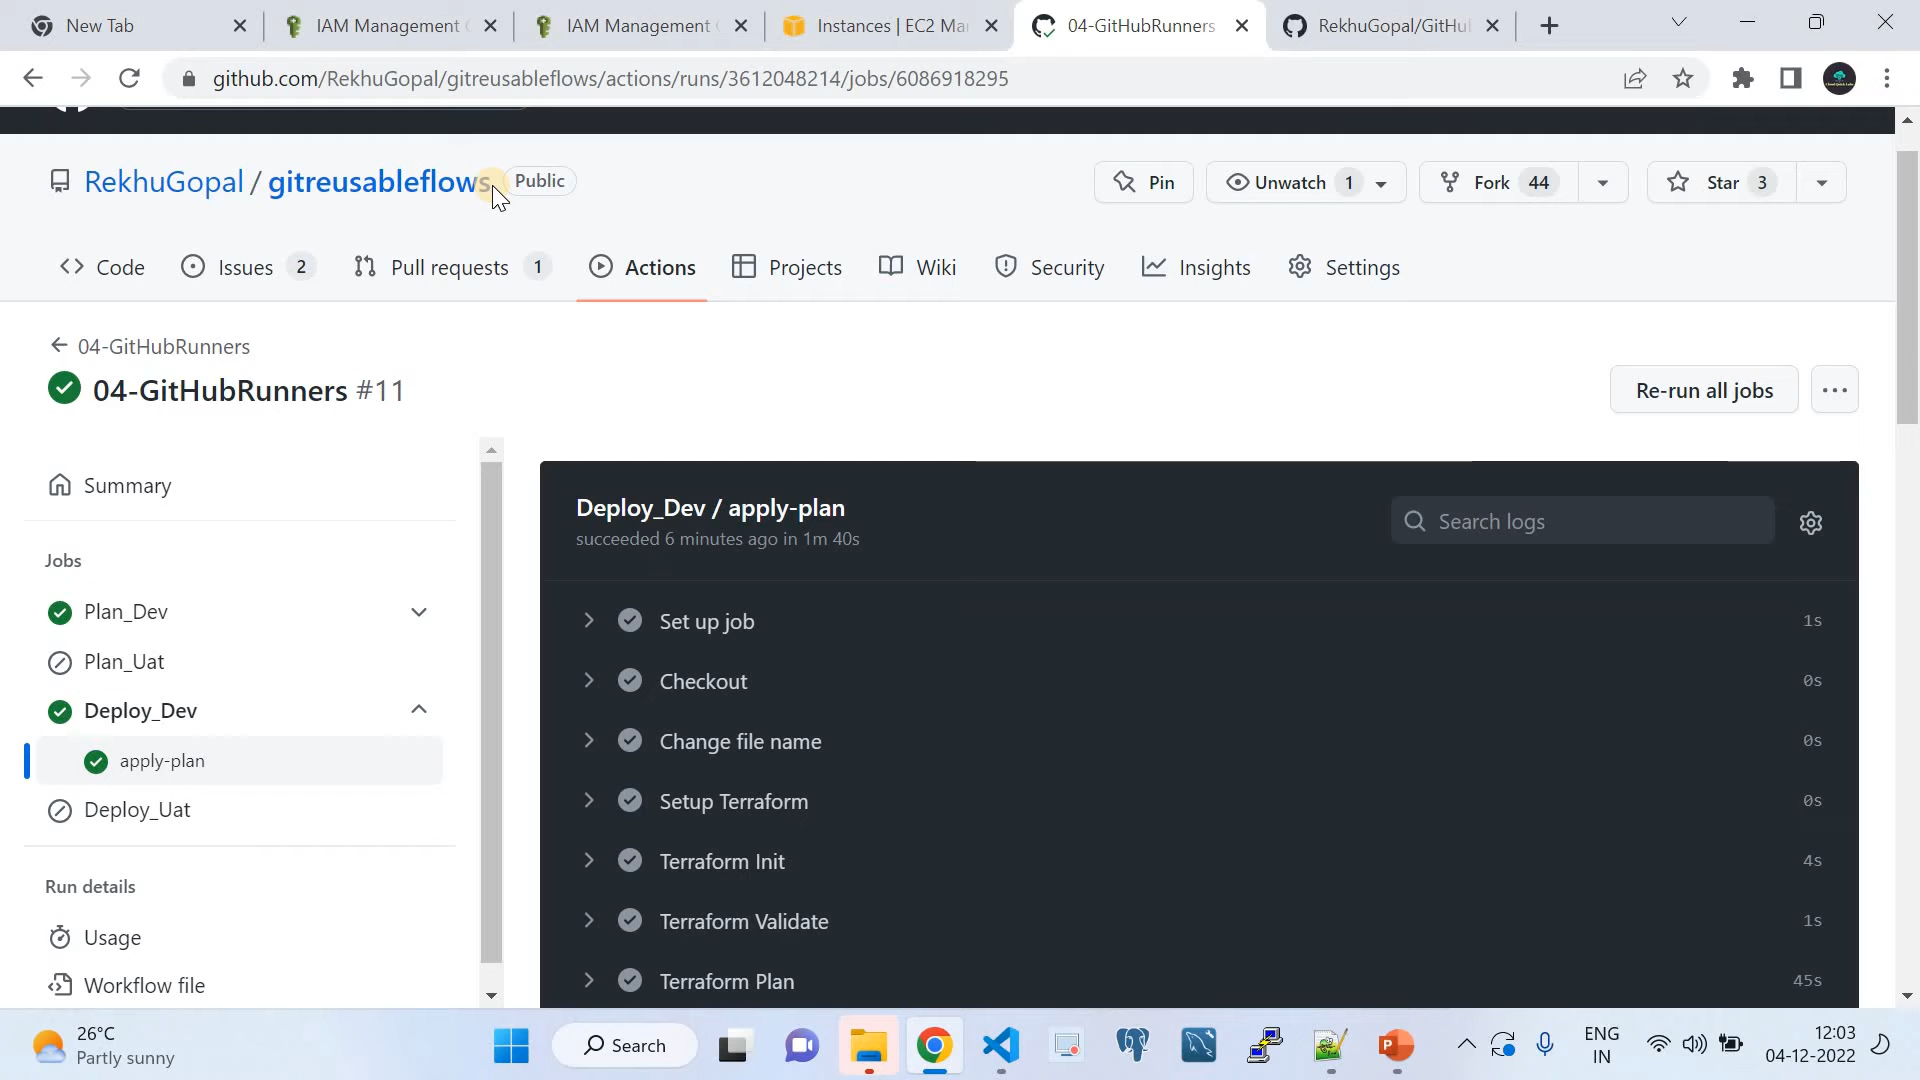 New Tab
IAM Management C
IAM Management C
Instances | EC2 Ma
04-GitHubRunners
RekhuGopal/GitHu
github.com/RekhuGopal/gitreusableflows/actions/runs/3612048214/jobs/6086918295
RekhuGopal / gitreusableflows Public
Pin
Unwatch 1
Fork 44
Star 3
Code
Issues 2
Pull requests 1
Actions
Projects
Wiki
Security
Insights
Settings
04-GitHubRunners
04-GitHubRunners #11
Re-run all jobs
Summary
Jobs
Plan_Dev
Plan_Uat
Deploy_Dev
apply-plan
Deploy_Uat
Run details
Usage
Workflow file
Deploy_Dev / apply-plan
succeeded 6 minutes ago in 1m 40s
Search logs
Set up job 1s
Checkout 0s
Change file name 0s
Setup Terraform 0s
Terraform Init 4s
Terraform Validate 1s
Terraform Plan 45s
26°C
Partly sunny
Search
ENG
IN
12:03
04-12-2022